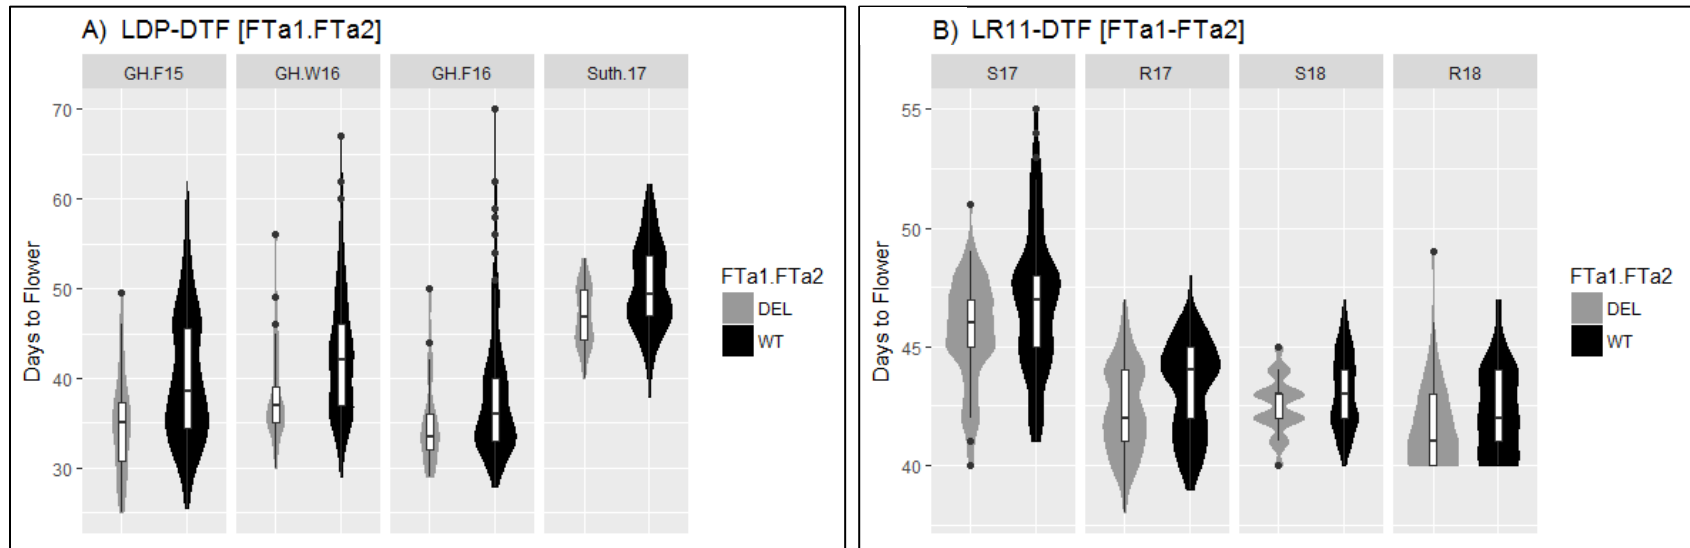 A) LDP-DTF [FTa1.FTa2]
GH.F15 GH.W16 GH.F16 Suth.17
70
60
50
40
30
Days to Flower
FTa1.FTa2
DEL
WT
B) LR11-DTF [FTa1-FTa2]
S17 R17 S18 R18
55
50
45
40
Days to Flower
FTa1.FTa2
DEL
WT